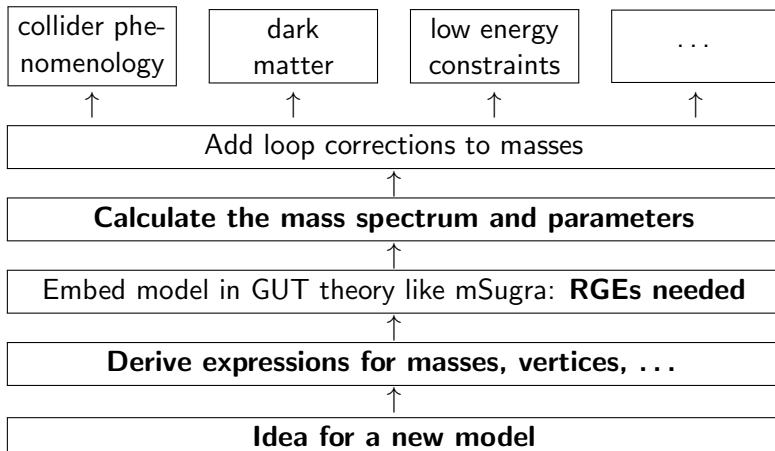 collider phe-
nomenology
dark
matter
low energy
constraints
. . .
Add loop corrections to masses
Calculate the mass spectrum and parameters
Embed model in GUT theory like mSugra: RGEs needed
Derive expressions for masses, vertices, . . .
Idea for a new model